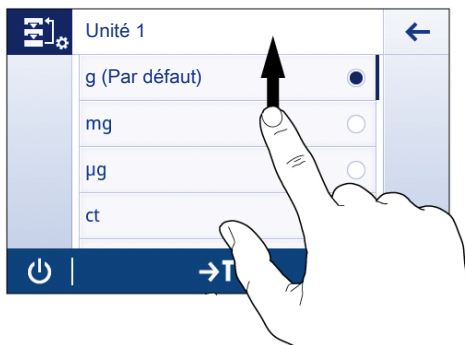 Unité 1
g (Par défaut)
mg
µg
ct
→T